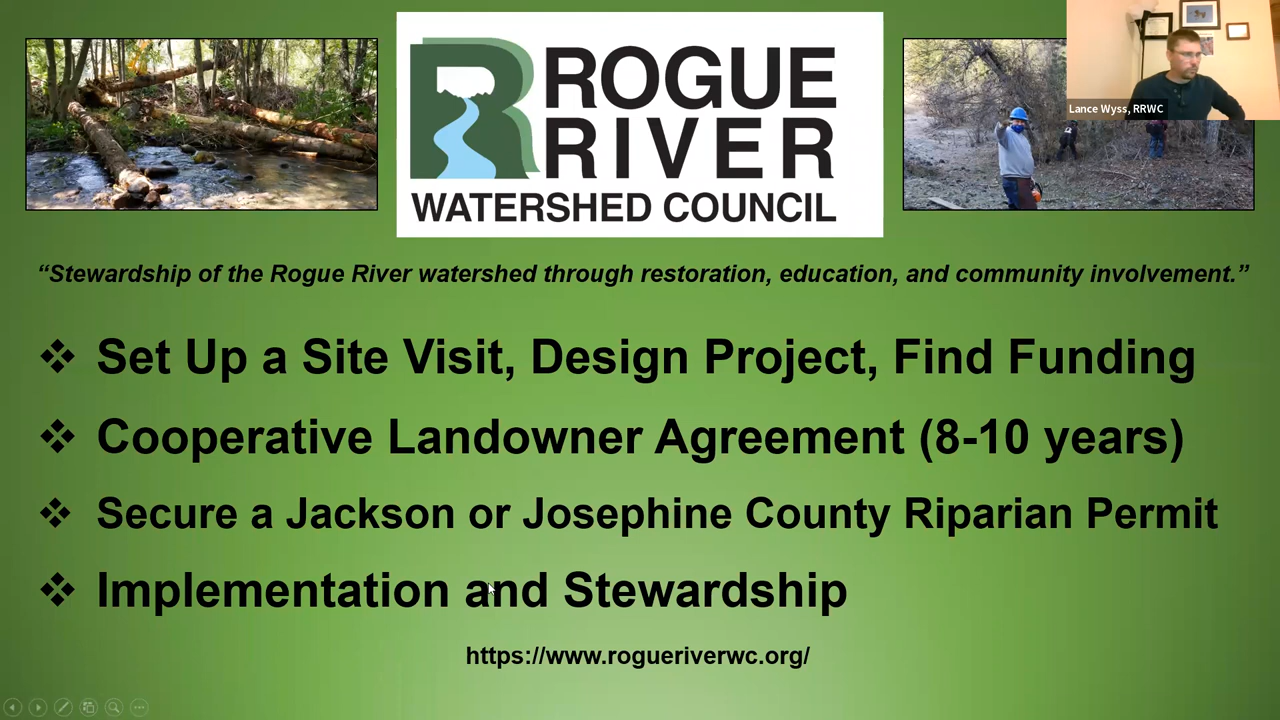 ROGUE
RIVER
WATERSHED COUNCIL
Lance Wyss, RRWC
“Stewardship of the Rogue River watershed through restoration, education, and community involvement.”
❖ Set Up a Site Visit, Design Project, Find Funding
❖ Cooperative Landowner Agreement (8-10 years)
❖ Secure a Jackson or Josephine County Riparian Permit
❖ Implementation and Stewardship
https://www.rogueriverwc.org/